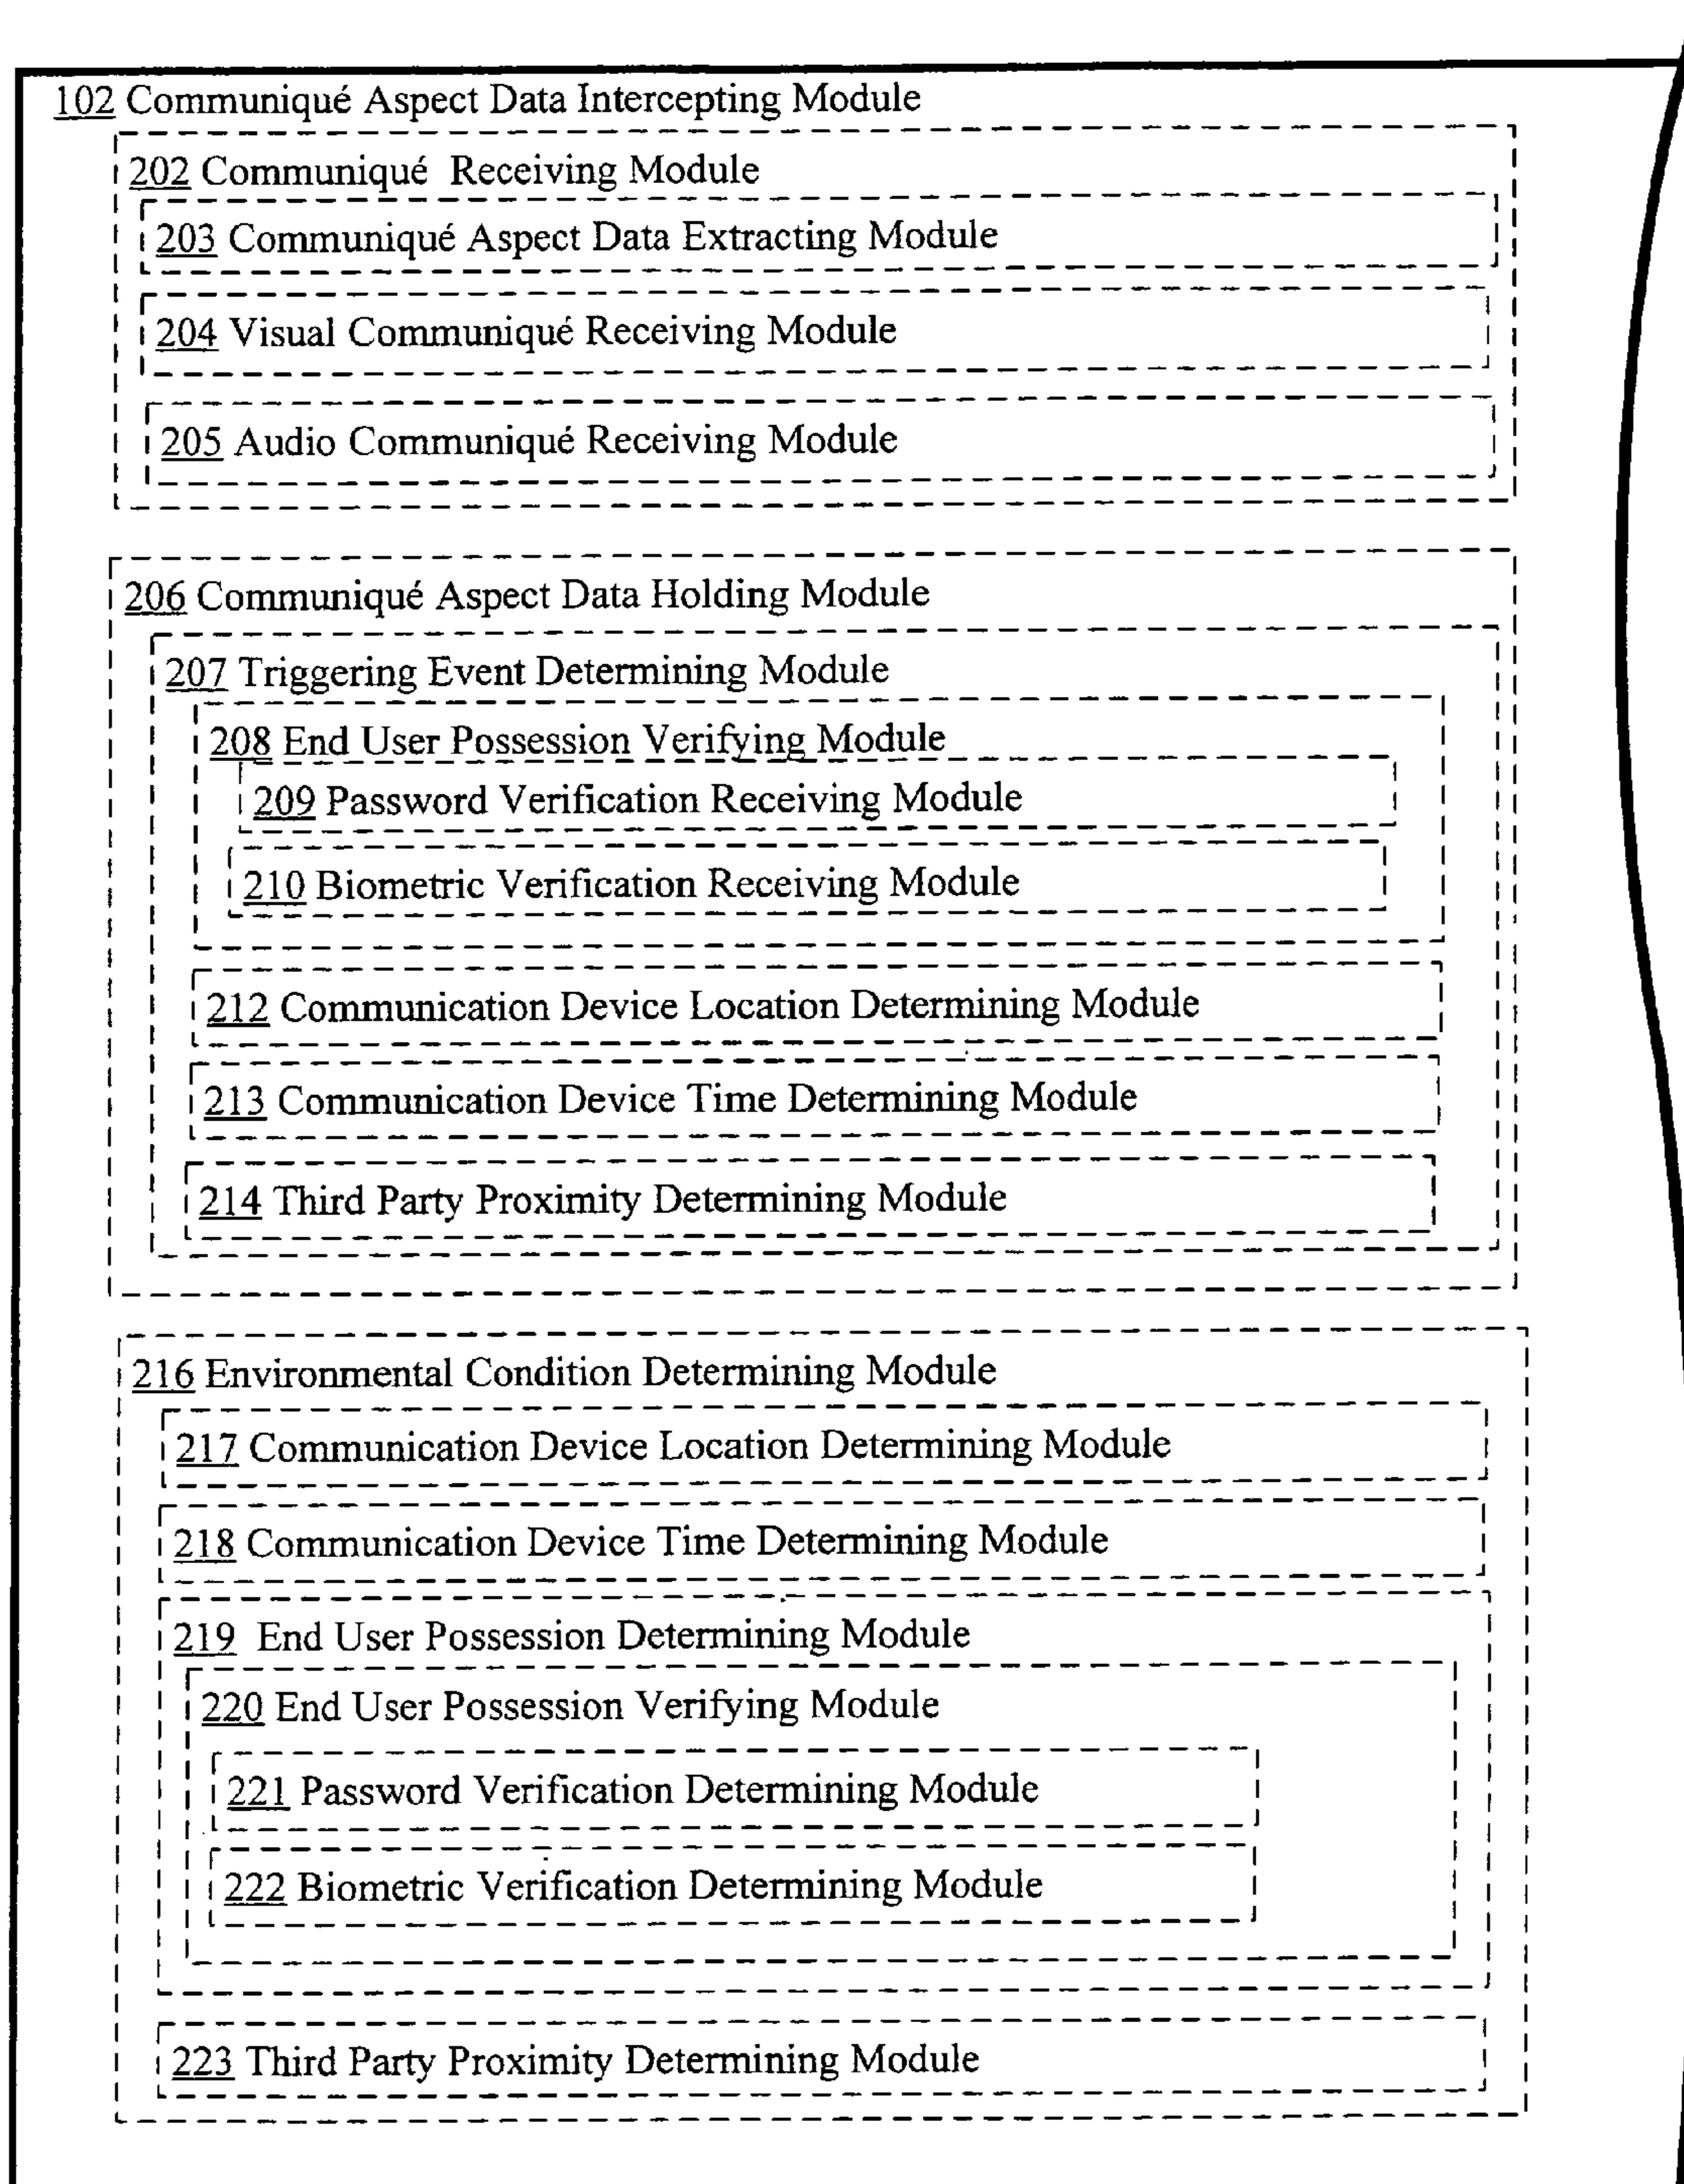 102 Communiqué Aspect Data Intercepting Module
202 Communiqué Receiving Module
203 Communiqué Aspect Data Extracting Module
204 Visual Communiqué Receiving Module
205 Audio Communiqué Receiving Module
206 Communiqué Aspect Data Holding Module
207 Triggering Event Determining Module
208 End User Possession Verifying Module
209 Password Verification Receiving Module
210 Biometric Verification Receiving Module
212 Communication Device Location Determining Module
213 Communication Device Time Determining Module
214 Third Party Proximity Determining Module
216 Environmental Condition Determining Module
217 Communication Device Location Determining Module
218 Communication Device Time Determining Module
219 End User Possession Determining Module
220 End User Possession Verifying Module
221 Password Verification Determining Module
222 Biometric Verification Determining Module
223 Third Party Proximity Determining Module